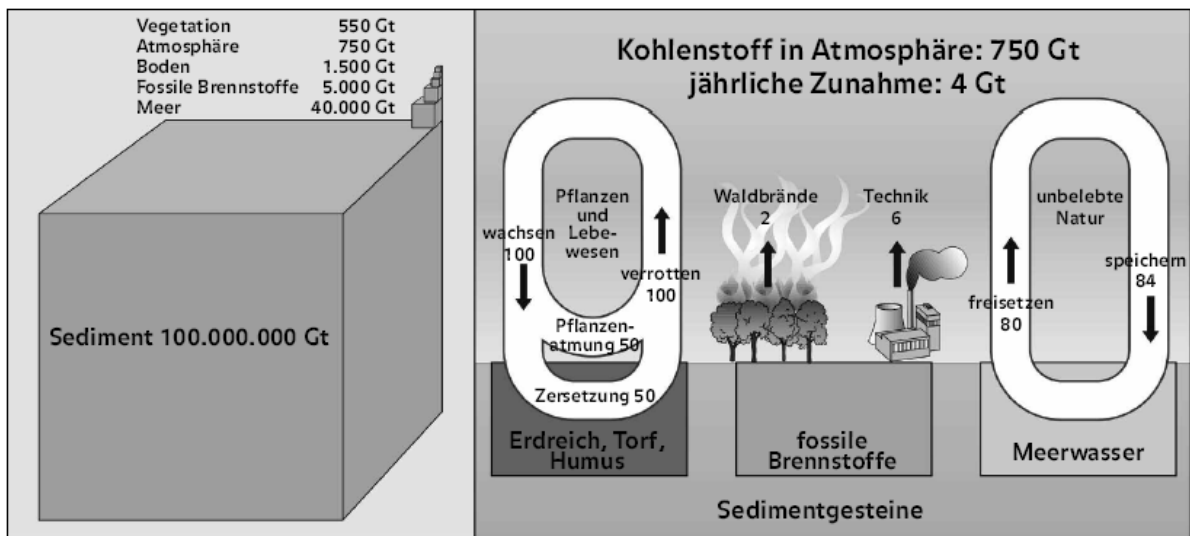 Vegetation 550 Gt
Atmosphäre 750 Gt
Boden 1.500 Gt
Fossile Brennstoffe 5.000 Gt
Meer 40.000 Gt
Sediment 100.000.000 Gt
Kohlenstoff in Atmosphäre: 750 Gt
jährliche Zunahme: 4 Gt
Pflanzen
und
Lebe-
wesen
wachsen
100
verrotten
100
Pflanzen-
atmung 50
Zersetzung 50
Erdreich, Torf,
Humus
Waldbrände
2
Technik
6
fossile
Brennstoffe
unbelebte
Natur
freisetzen
80
speichern
84
Meerwasser
Sedimentgesteine